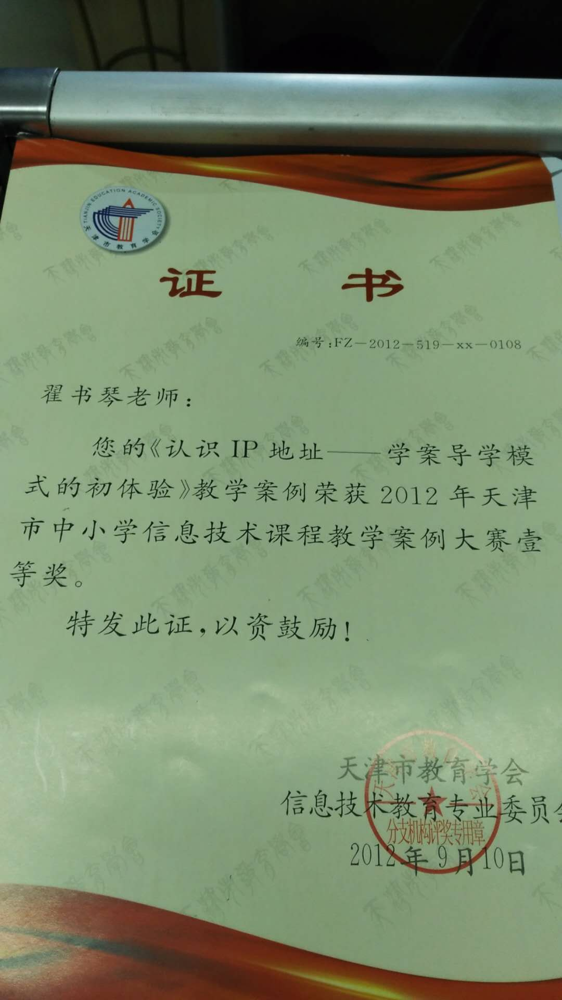 TIANJIN EDUCATION ACADEMIC SOCIETY
天津市教育学会
证 书
编号:FZ-2012-519-xx-0108
翟书琴老师:
您的《认识 IP 地址——学案导学模
式的初体验》教学案例荣获 2012 年天津
市中小学信息技术课程教学案例大赛壹
等奖。
特发此证,以资鼓励!
天津市教育学会
信息技术教育专业委员会
分支机构评奖专用章
2012年 9月10日